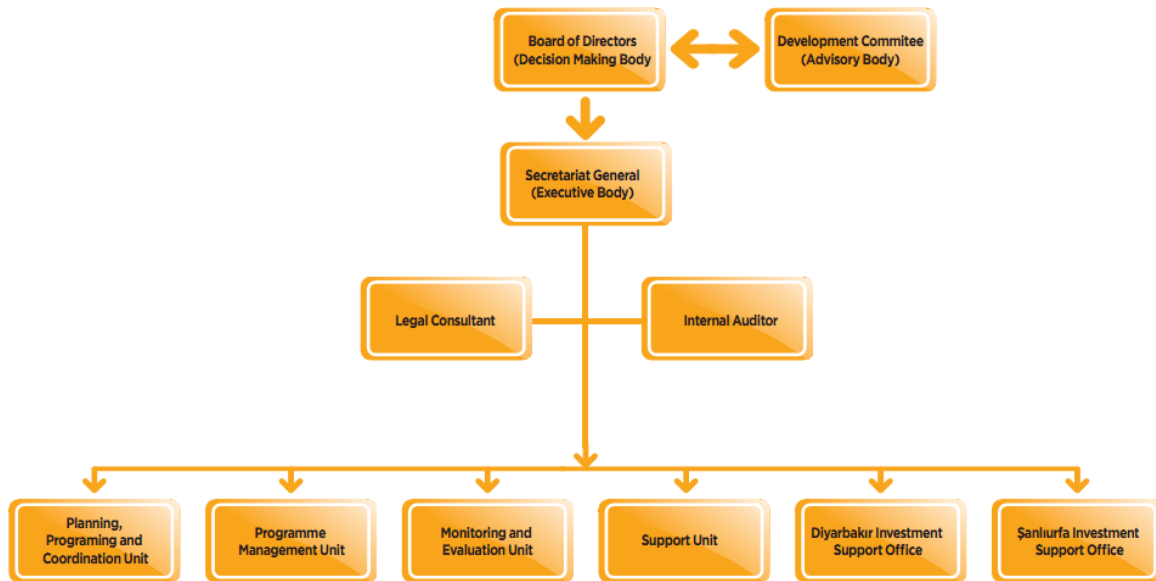 Board of Directors
(Decision Making Body
Development Commitee
(Advisory Body)
Secretariat General
(Executive Body)
Legal Consultant
Internal Auditor
Planning,
Programing and
Coordination Unit
Programme
Management Unit
Monitoring and
Evaluation Unit
Support Unit
Diyarbakır Investment
Support Office
Şanlıurfa Investment
Support Office